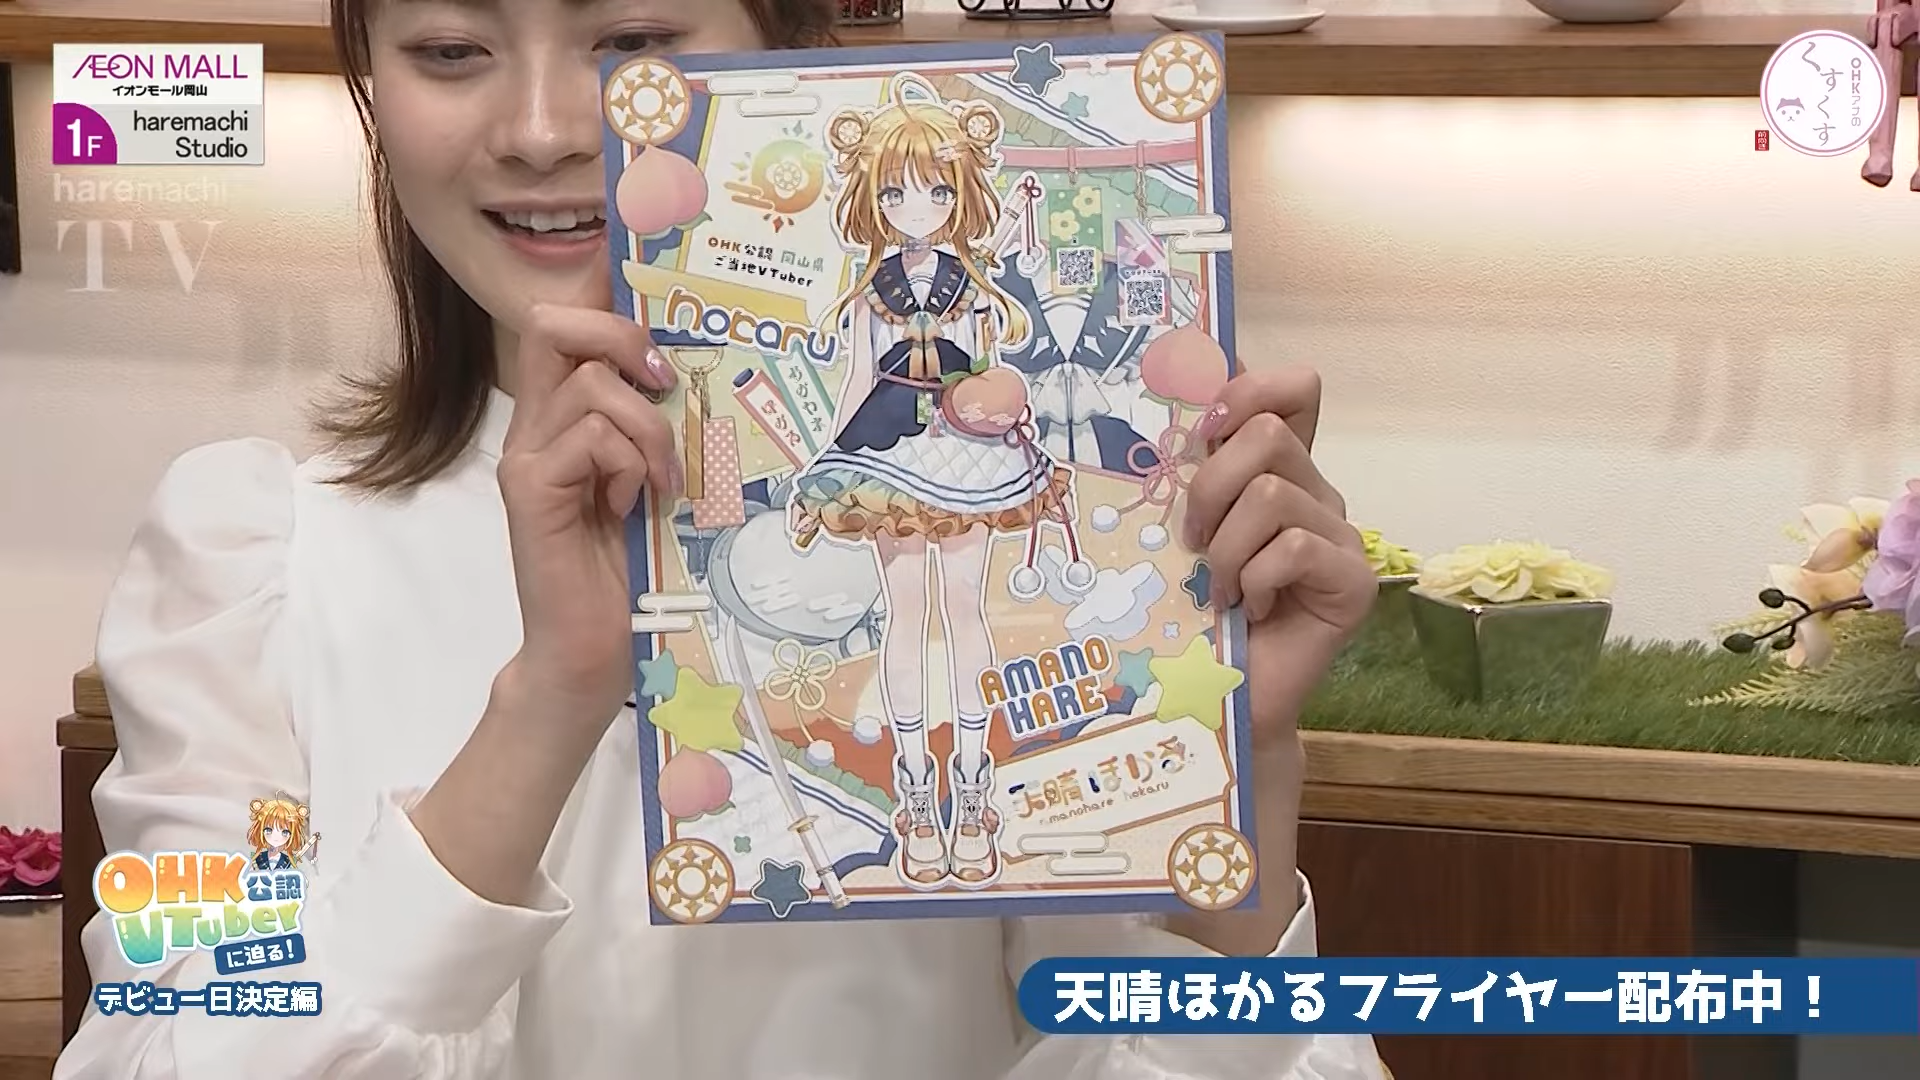 ÆON MALL
イオンモール岡山
1F
haremachi
Studio
haremachi
TV
OHKアナの
くすくす
OHK公認 岡山県
ご当地VTuber
HOCARU
AMANO
HARE
天晴ほかる
amanohare hokaru
OHK公認
VTuber
に迫る!
デビュー日決定編
天晴ほかるフライヤー配布中!